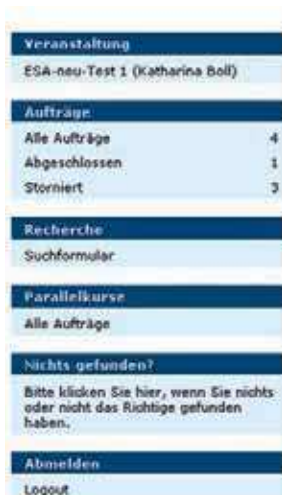 Veranstaltung
ESA-neu-Test 1 (Katharina Boll)
Aufträge
Alle Aufträge 4
Abgeschlossen 1
Storniert 3
Recherche
Suchformular
Parallelkurse
Alle Aufträge
Nichts gefunden?
Bitte klicken Sie hier, wenn Sie nichts
oder nicht das Richtige gefunden
haben.
Abmelden
Logout